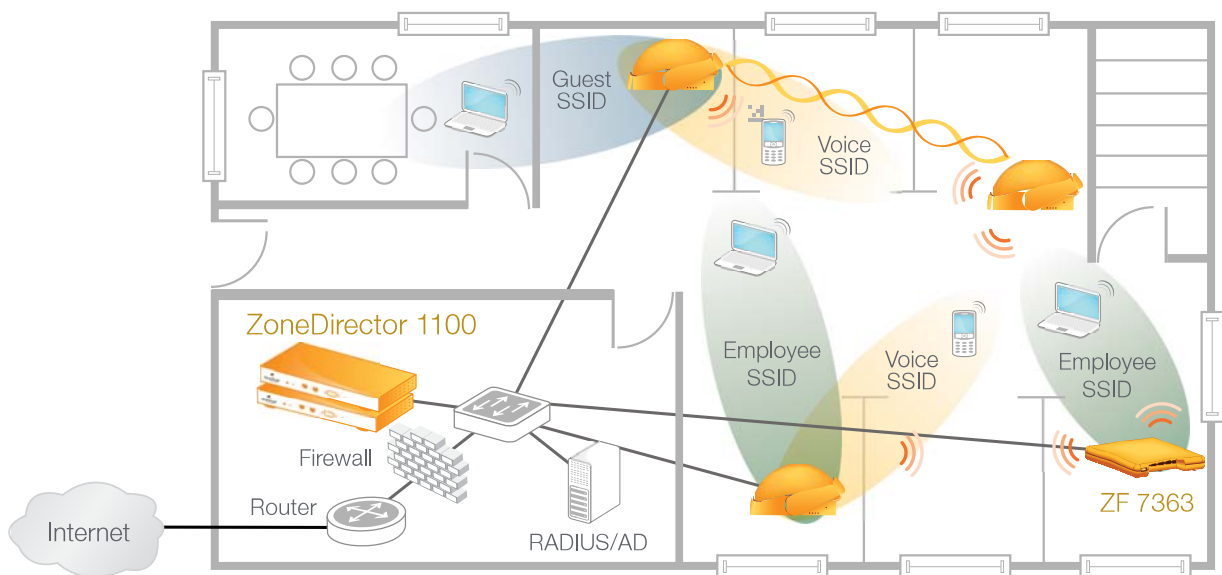 Guest
SSID
Voice
SSID
ZoneDirector 1100
Employee
SSID
Voice
SSID
Employee
SSID
Firewall
Router
Internet
RADIUS/AD
ZF 7363